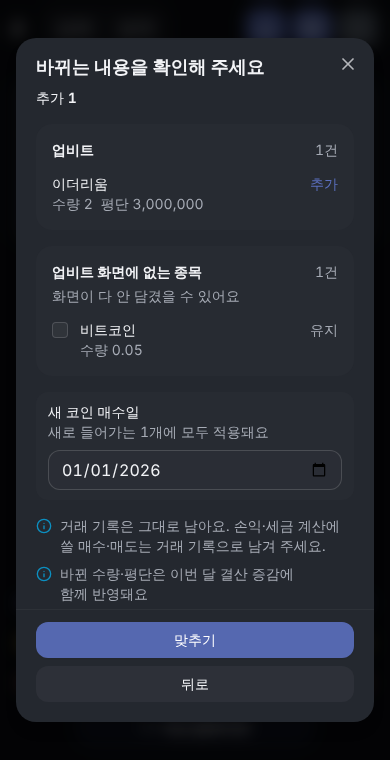 바뀌는 내용을 확인해 주세요
추가 1
업비트 1건
이더리움 추가
수량 2 평단 3,000,000
업비트 화면에 없는 종목 1건
화면이 다 안 담겼을 수 있어요
비트코인 유지
수량 0.05
새 코인 매수일
새로 들어가는 1개에 모두 적용돼요
01/01/2026
거래 기록은 그대로 남아요. 손익·세금 계산에
쓸 매수·매도는 거래 기록으로 남겨 주세요.
바뀐 수량·평단은 이번 달 결산 증감에
함께 반영돼요
맞추기
뒤로